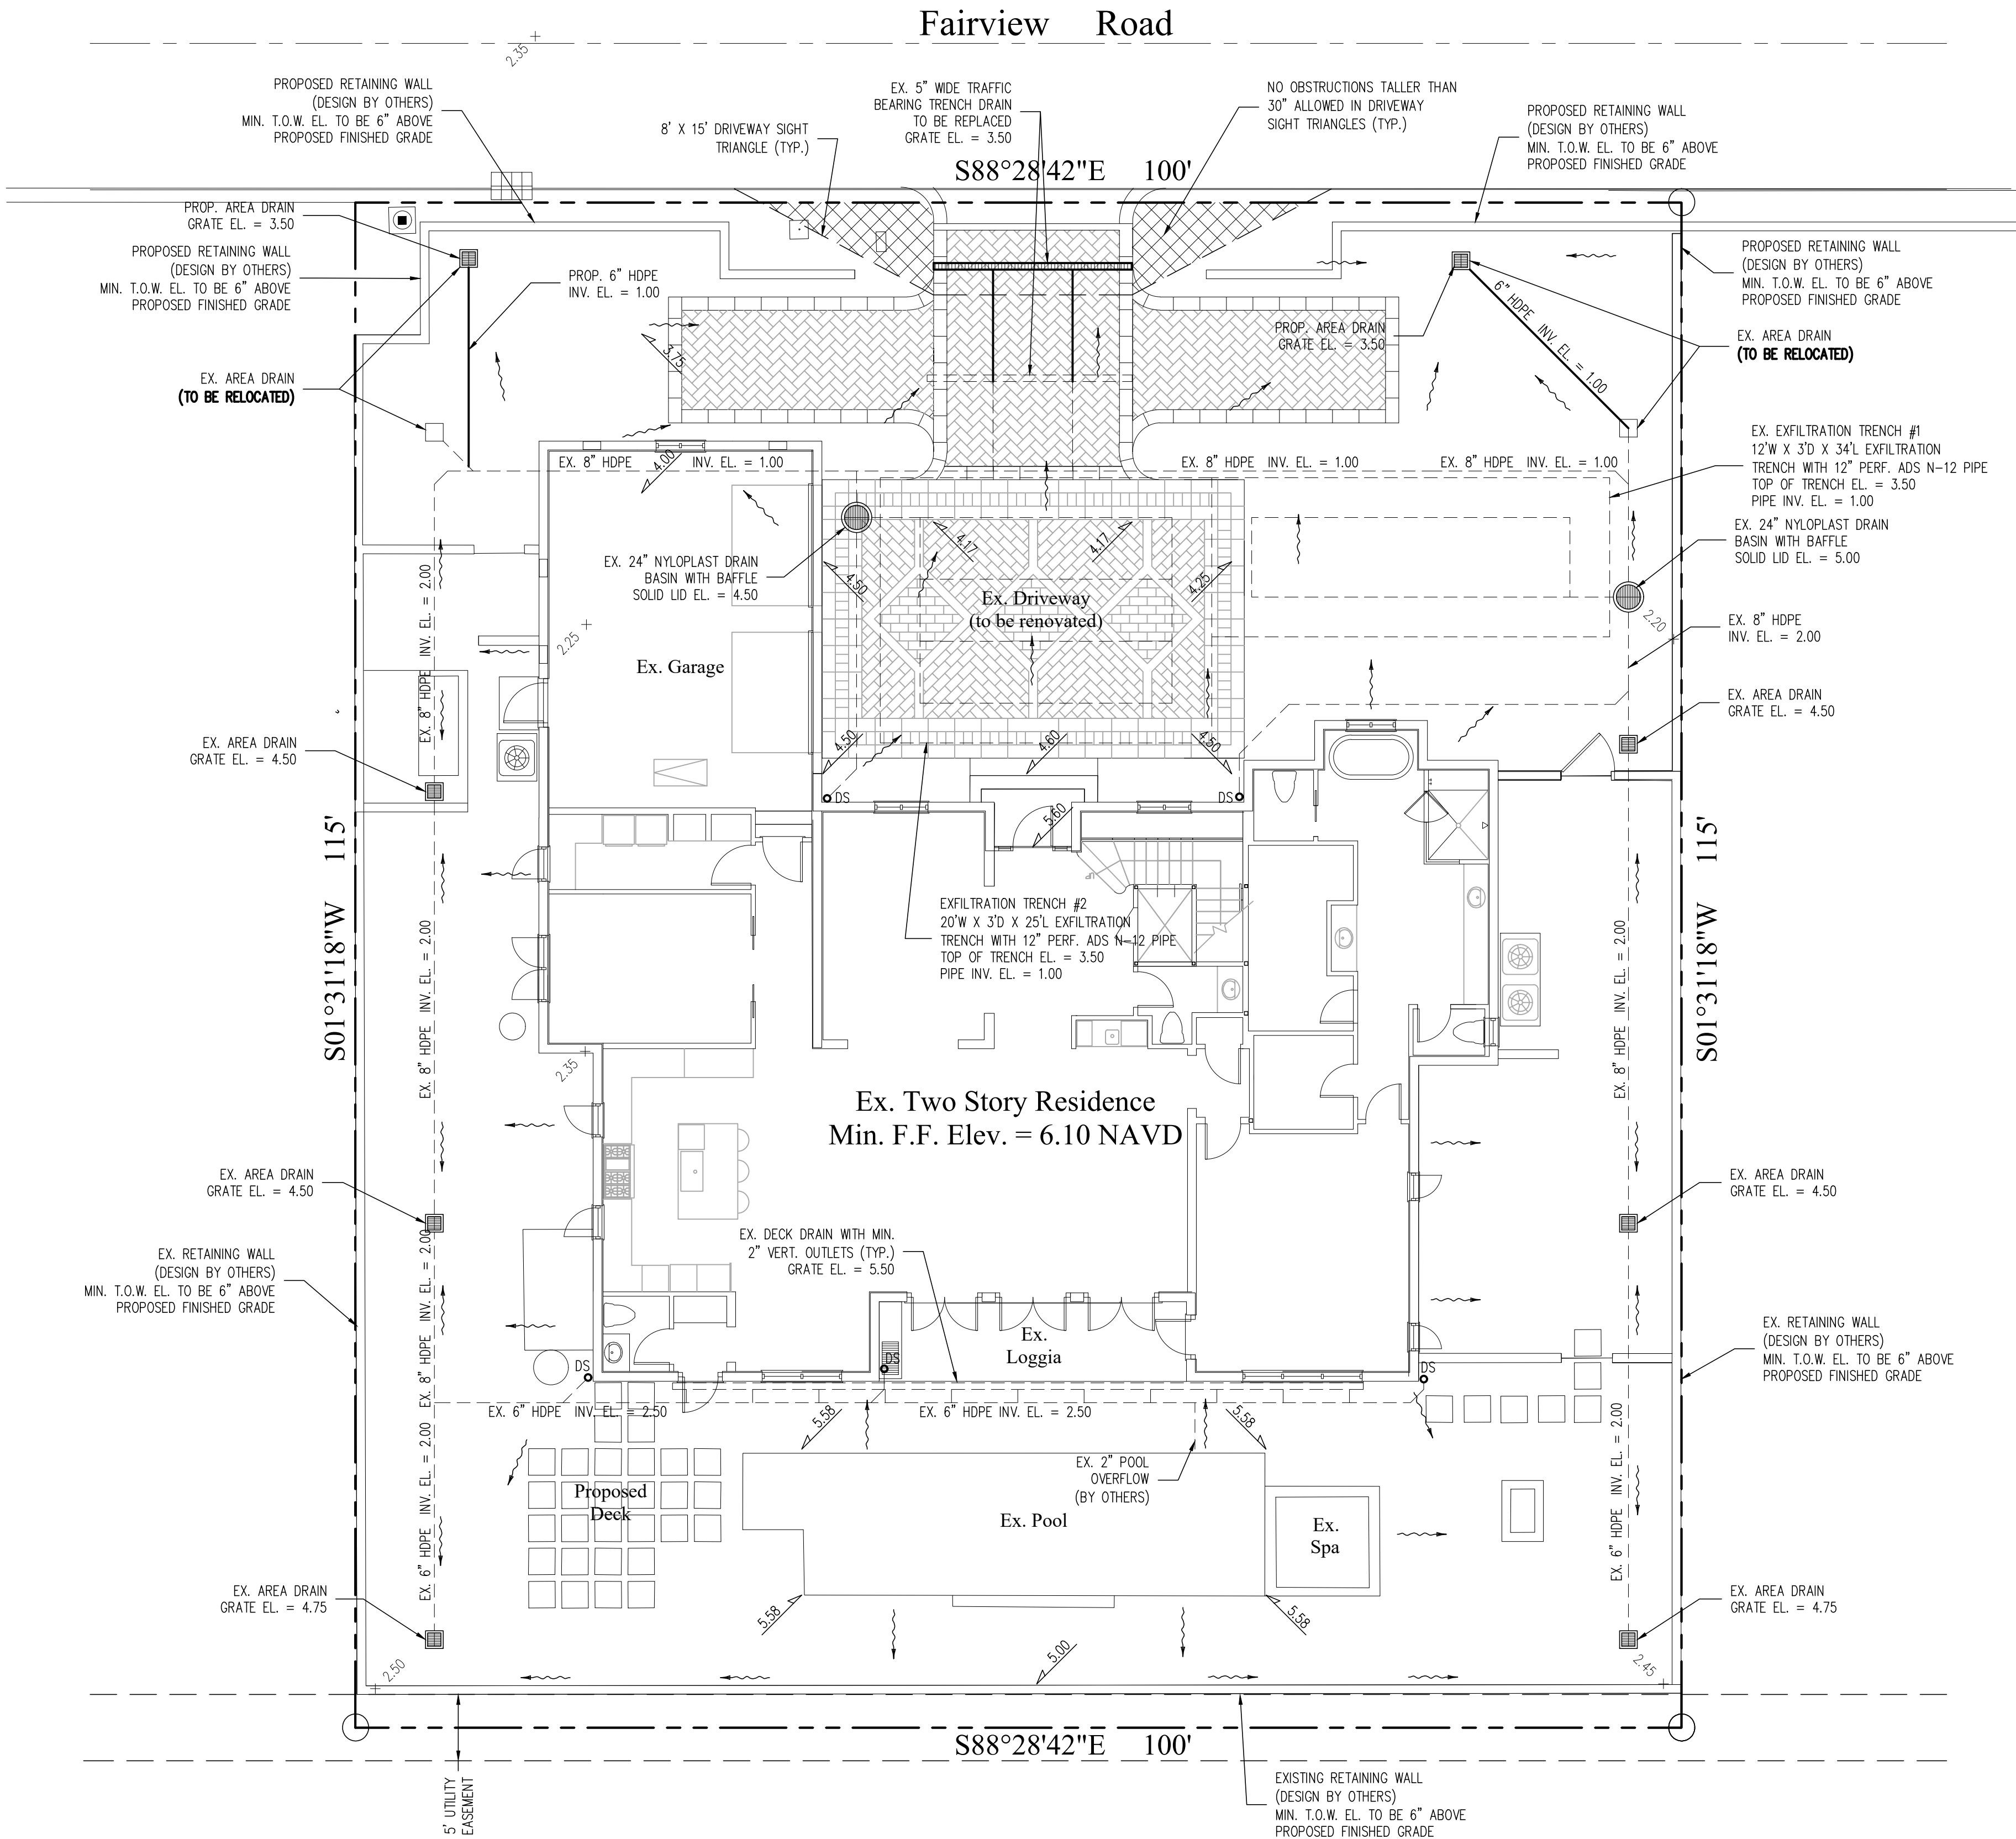 Fairview Road
2.35
PROPOSED RETAINING WALL
(DESIGN BY OTHERS)
MIN. T.O.W. EL. TO BE 6" ABOVE
PROPOSED FINISHED GRADE
8' X 15' DRIVEWAY SIGHT
TRIANGLE (TYP.)
EX. 5" WIDE TRAFFIC
BEARING TRENCH DRAIN
TO BE REPLACED
GRATE EL. = 3.50
NO OBSTRUCTIONS TALLER THAN
30" ALLOWED IN DRIVEWAY
SIGHT TRIANGLES (TYP.)
PROPOSED RETAINING WALL
(DESIGN BY OTHERS)
MIN. T.O.W. EL. TO BE 6" ABOVE
PROPOSED FINISHED GRADE
S88°28'42"E 100'
PROP. AREA DRAIN
GRATE EL. = 3.50
PROPOSED RETAINING WALL
(DESIGN BY OTHERS)
MIN. T.O.W. EL. TO BE 6" ABOVE
PROPOSED FINISHED GRADE
PROP. 6" HDPE
INV. EL. = 1.00
EX. AREA DRAIN
(TO BE RELOCATED)
3.75
PROP. AREA DRAIN
GRATE EL. = 3.50
6" HDPE INV. EL. = 1.00
PROPOSED RETAINING WALL
(DESIGN BY OTHERS)
MIN. T.O.W. EL. TO BE 6" ABOVE
PROPOSED FINISHED GRADE
EX. AREA DRAIN
(TO BE RELOCATED)
EX. EXFILTRATION TRENCH #1
12'W X 3'D X 34'L EXFILTRATION
TRENCH WITH 12" PERF. ADS N-12 PIPE
TOP OF TRENCH EL. = 3.50
PIPE INV. EL. = 1.00
EX. 8" HDPE INV. EL. = 1.00
4.00
EX. 8" HDPE INV. EL. = 1.00
EX. 8" HDPE INV. EL. = 1.00
EX. 24" NYLOPLAST DRAIN
BASIN WITH BAFFLE
SOLID LID EL. = 5.00
EX. 24" NYLOPLAST DRAIN
BASIN WITH BAFFLE
SOLID LID EL. = 4.50
4.17
4.17
4.50
4.25
Ex. Driveway
(to be renovated)
EX. 8" HDPE INV. EL. = 2.00
2.25
Ex. Garage
2.20
EX. 8" HDPE
INV. EL. = 2.00
EX. AREA DRAIN
GRATE EL. = 4.50
EX. AREA DRAIN
GRATE EL. = 4.50
4.50
4.60
4.50
DS
DS
5.60
S01°31'18"W 115'
S01°31'18"W 115'
EXFILTRATION TRENCH #2
20'W X 3'D X 25'L EXFILTRATION
TRENCH WITH 12" PERF. ADS N-12 PIPE
TOP OF TRENCH EL. = 3.50
PIPE INV. EL. = 1.00
EX. 8" HDPE INV. EL. = 2.00
EX. 8" HDPE INV. EL. = 2.00
2.35
Ex. Two Story Residence
Min. F.F. Elev. = 6.10 NAVD
EX. AREA DRAIN
GRATE EL. = 4.50
EX. AREA DRAIN
GRATE EL. = 4.50
EX. RETAINING WALL
(DESIGN BY OTHERS)
MIN. T.O.W. EL. TO BE 6" ABOVE
PROPOSED FINISHED GRADE
EX. 8" HDPE INV. EL. = 2.00
EX. DECK DRAIN WITH MIN.
2" VERT. OUTLETS (TYP.)
GRATE EL. = 5.50
Ex.
Loggia
DS
DS
DS
EX. RETAINING WALL
(DESIGN BY OTHERS)
MIN. T.O.W. EL. TO BE 6" ABOVE
PROPOSED FINISHED GRADE
EX. 6" HDPE INV. EL. = 2.50
EX. 6" HDPE INV. EL. = 2.50
5.58
5.58
EX. 6" HDPE INV. EL. = 2.00
EX. 6" HDPE INV. EL. = 2.00
EX. 2" POOL
OVERFLOW
(BY OTHERS)
Proposed
Deck
Ex. Pool
Ex.
Spa
EX. AREA DRAIN
GRATE EL. = 4.75
EX. AREA DRAIN
GRATE EL. = 4.75
5.58
5.58
5.00
2.50
2.45
S88°28'42"E 100'
5' UTILITY
EASEMENT
EXISTING RETAINING WALL
(DESIGN BY OTHERS)
MIN. T.O.W. EL. TO BE 6" ABOVE
PROPOSED FINISHED GRADE